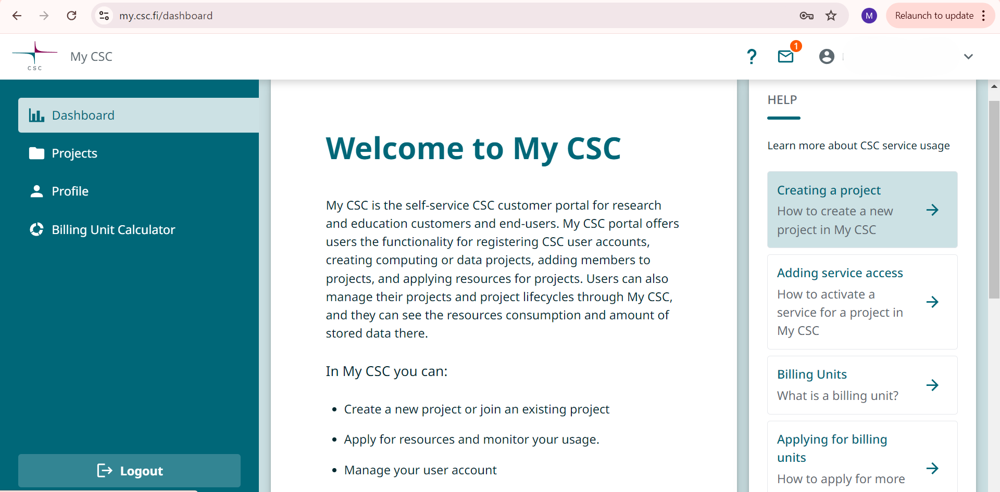 my.csc.fi/dashboard
M
Relaunch to update
CSC
My CSC
?
1
Dashboard
Projects
Profile
Billing Unit Calculator
Logout
Welcome to My CSC
My CSC is the self-service CSC customer portal for research
and education customers and end-users. My CSC portal offers
users the functionality for registering CSC user accounts,
creating computing or data projects, adding members to
projects, and applying resources for projects. Users can also
manage their projects and project lifecycles through My CSC,
and they can see the resources consumption and amount of
stored data there.
In My CSC you can:
• Create a new project or join an existing project
• Apply for resources and monitor your usage.
• Manage your user account
HELP
Learn more about CSC service usage
Creating a project
How to create a new
project in My CSC
Adding service access
How to activate a
service for a project in
My CSC
Billing Units
What is a billing unit?
Applying for billing
units
How to apply for more